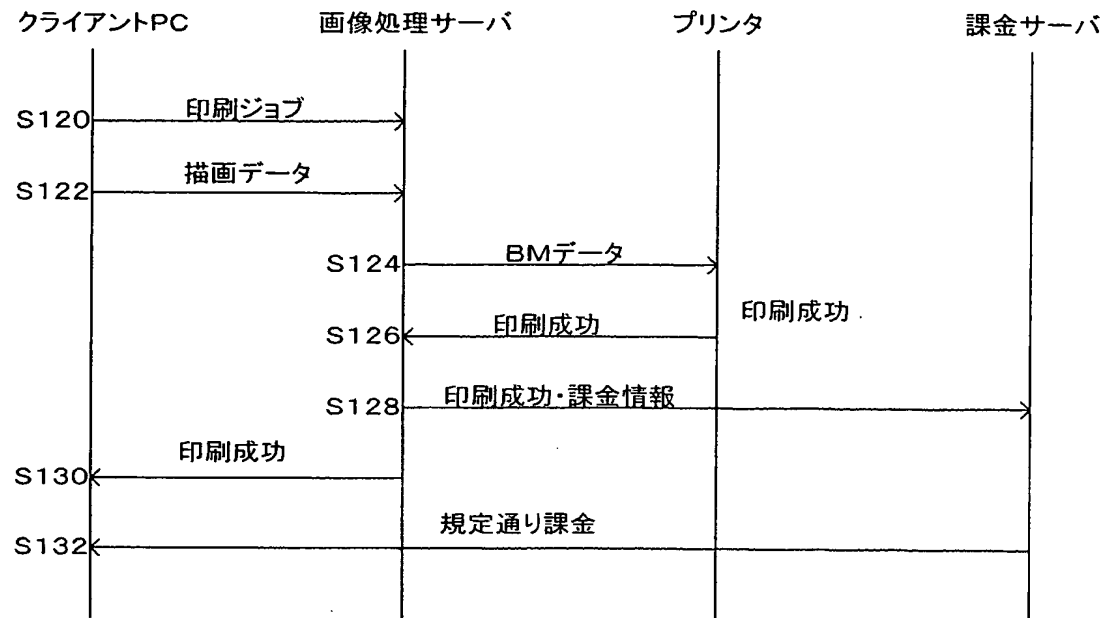 クライアントPC 画像処理サーバ プリンタ 課金サーバ
S120 印刷ジョブ
S122 描画データ
S124 BMデータ
印刷成功
S126 印刷成功
S128 印刷成功・課金情報
S130 印刷成功
S132 規定通り課金